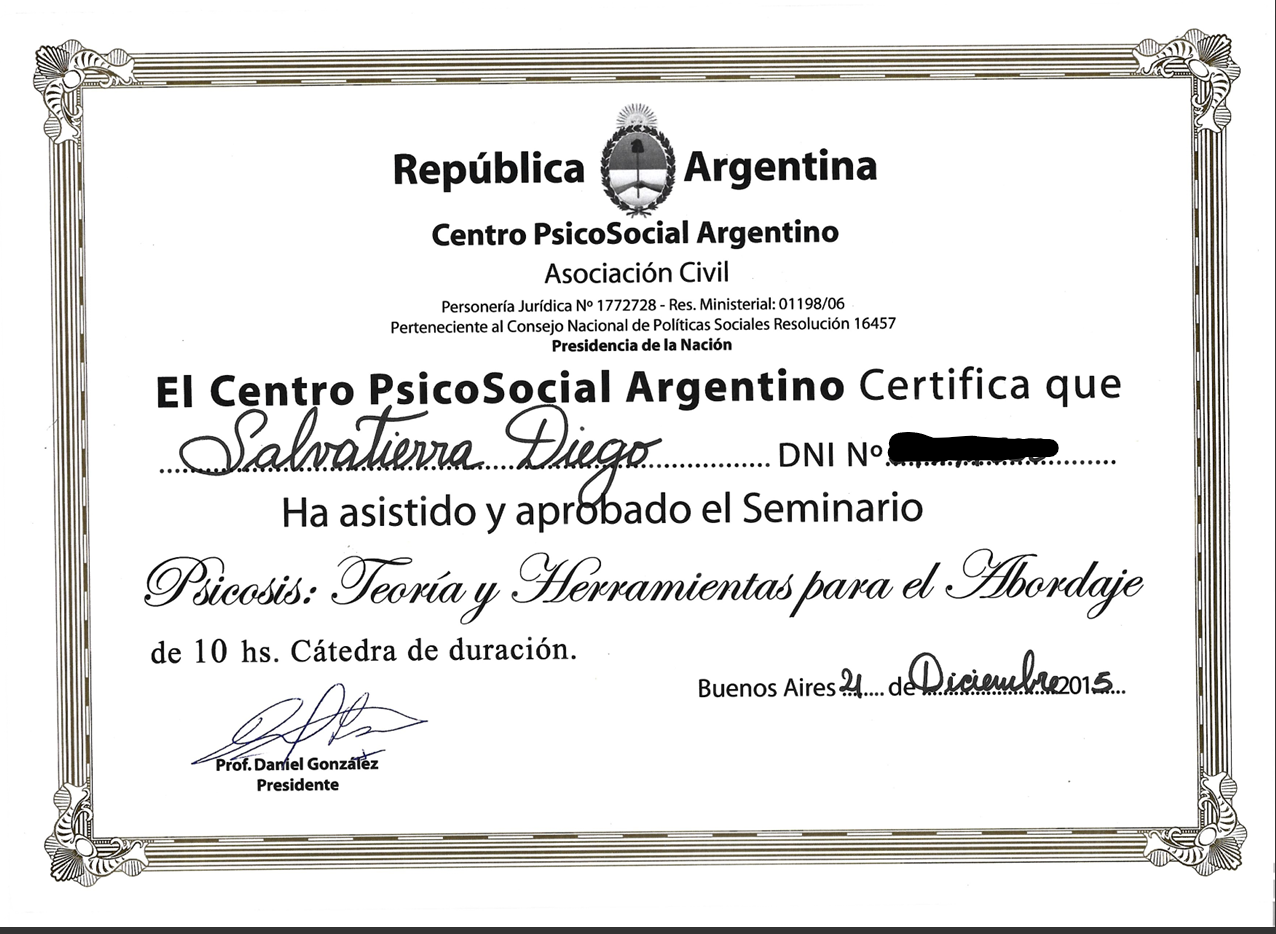 República Argentina
Centro PsicoSocial Argentino
Asociación Civil
Personería Jurídica Nº 1772728 - Res. Ministerial: 01198/06
Perteneciente al Consejo Nacional de Políticas Sociales Resolución 16457
Presidencia de la Nación
El Centro PsicoSocial Argentino Certifica que
Salvatierra Diego DNI Nº
Ha asistido y aprobado el Seminario
Psicosis: Teoría y Herramientas para el Abordaje
de 10 hs. Cátedra de duración.
Buenos Aires 21 de Diciembre 2015
Prof. Daniel González
Presidente